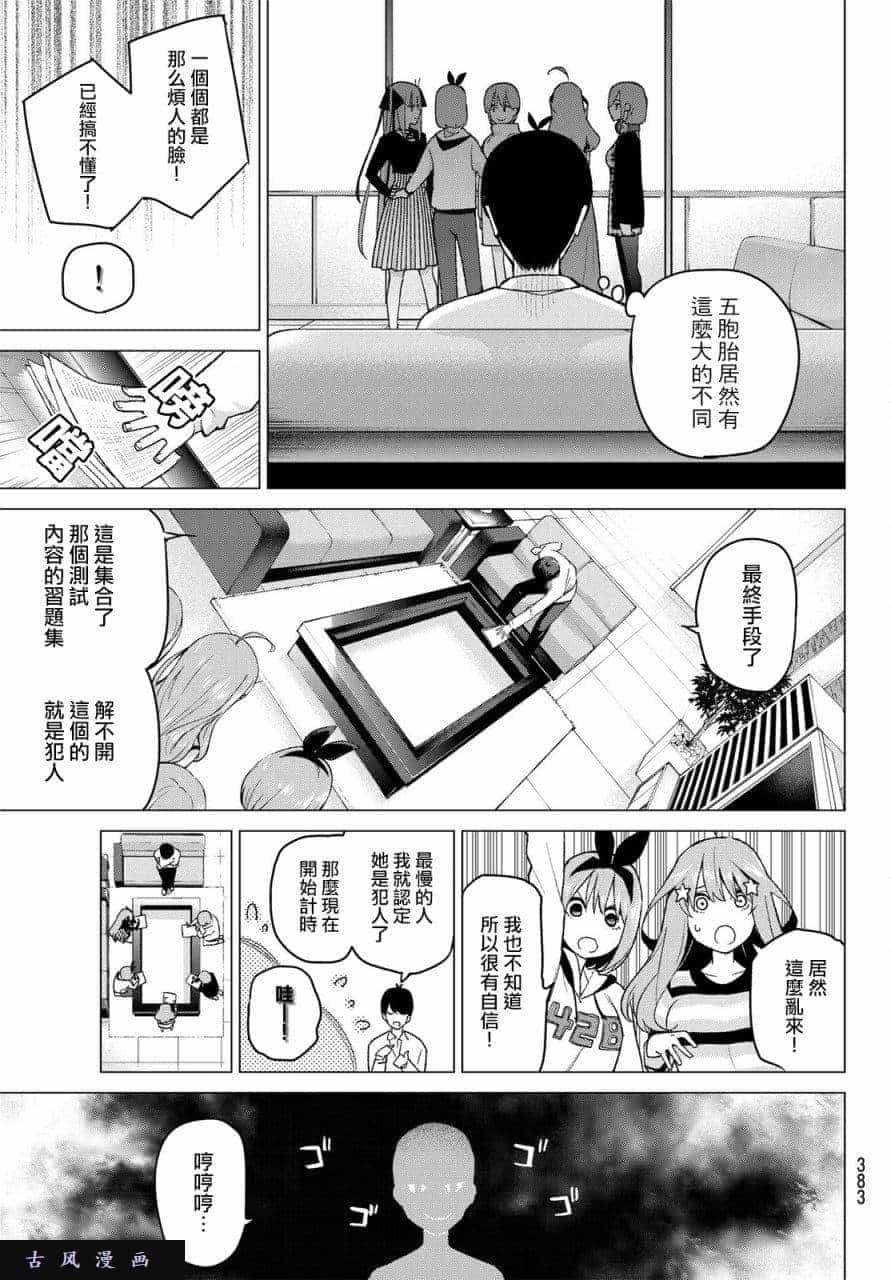 五胞胎居然有
這麼大的不同
一個個都是
那么煩人的臉！
已經搞不懂了！
！
嘭
噹
最終手段了
這是集合了
那個測試
內容的習題集
解不開
這個的
就是犯人
居然
這麼亂來！
我也不知道
所以很有自信！
42B
最慢的人
我就認定
她是犯人了
那麼現在
開始計時
哇——！
ゴ
ゴ
ゴ
ゴ
哼哼哼…
383
古风漫画